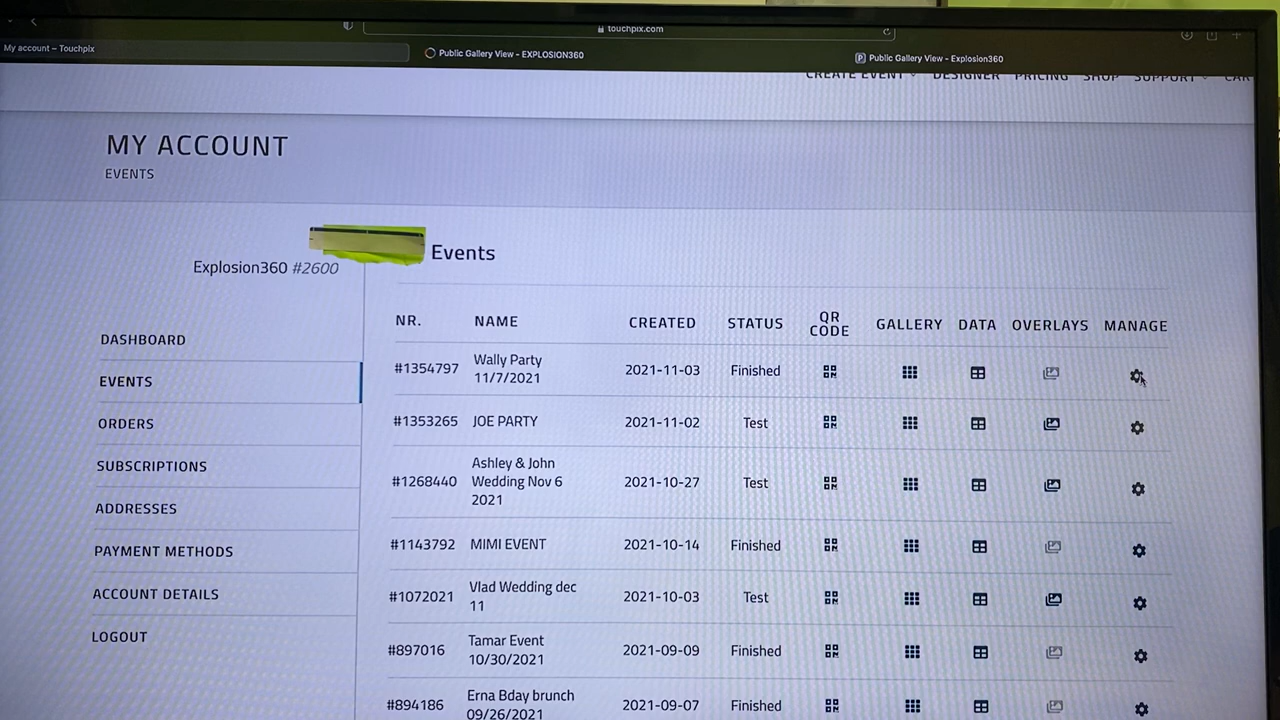 touchpix.com
My account – Touchpix
Public Gallery View - EXPLOSION360
Public Gallery View - Explosion360
CREATE EVENT DESIGNER PRICING SHOP SUPPORT
MY ACCOUNT
EVENTS
Explosion360 #2600
Events
DASHBOARD
EVENTS
ORDERS
SUBSCRIPTIONS
ADDRESSES
PAYMENT METHODS
ACCOUNT DETAILS
LOGOUT
NR. NAME CREATED STATUS QR CODE GALLERY DATA OVERLAYS MANAGE
#1354797 Wally Party 11/7/2021 2021-11-03 Finished
#1353265 JOE PARTY 2021-11-02 Test
#1268440 Ashley & John Wedding Nov 6 2021 2021-10-27 Test
#1143792 MIMI EVENT 2021-10-14 Finished
#1072021 Vlad Wedding dec 11 2021-10-03 Test
#897016 Tamar Event 10/30/2021 2021-09-09 Finished
#894186 Erna Bday brunch 09/26/2021 2021-09-07 Finished